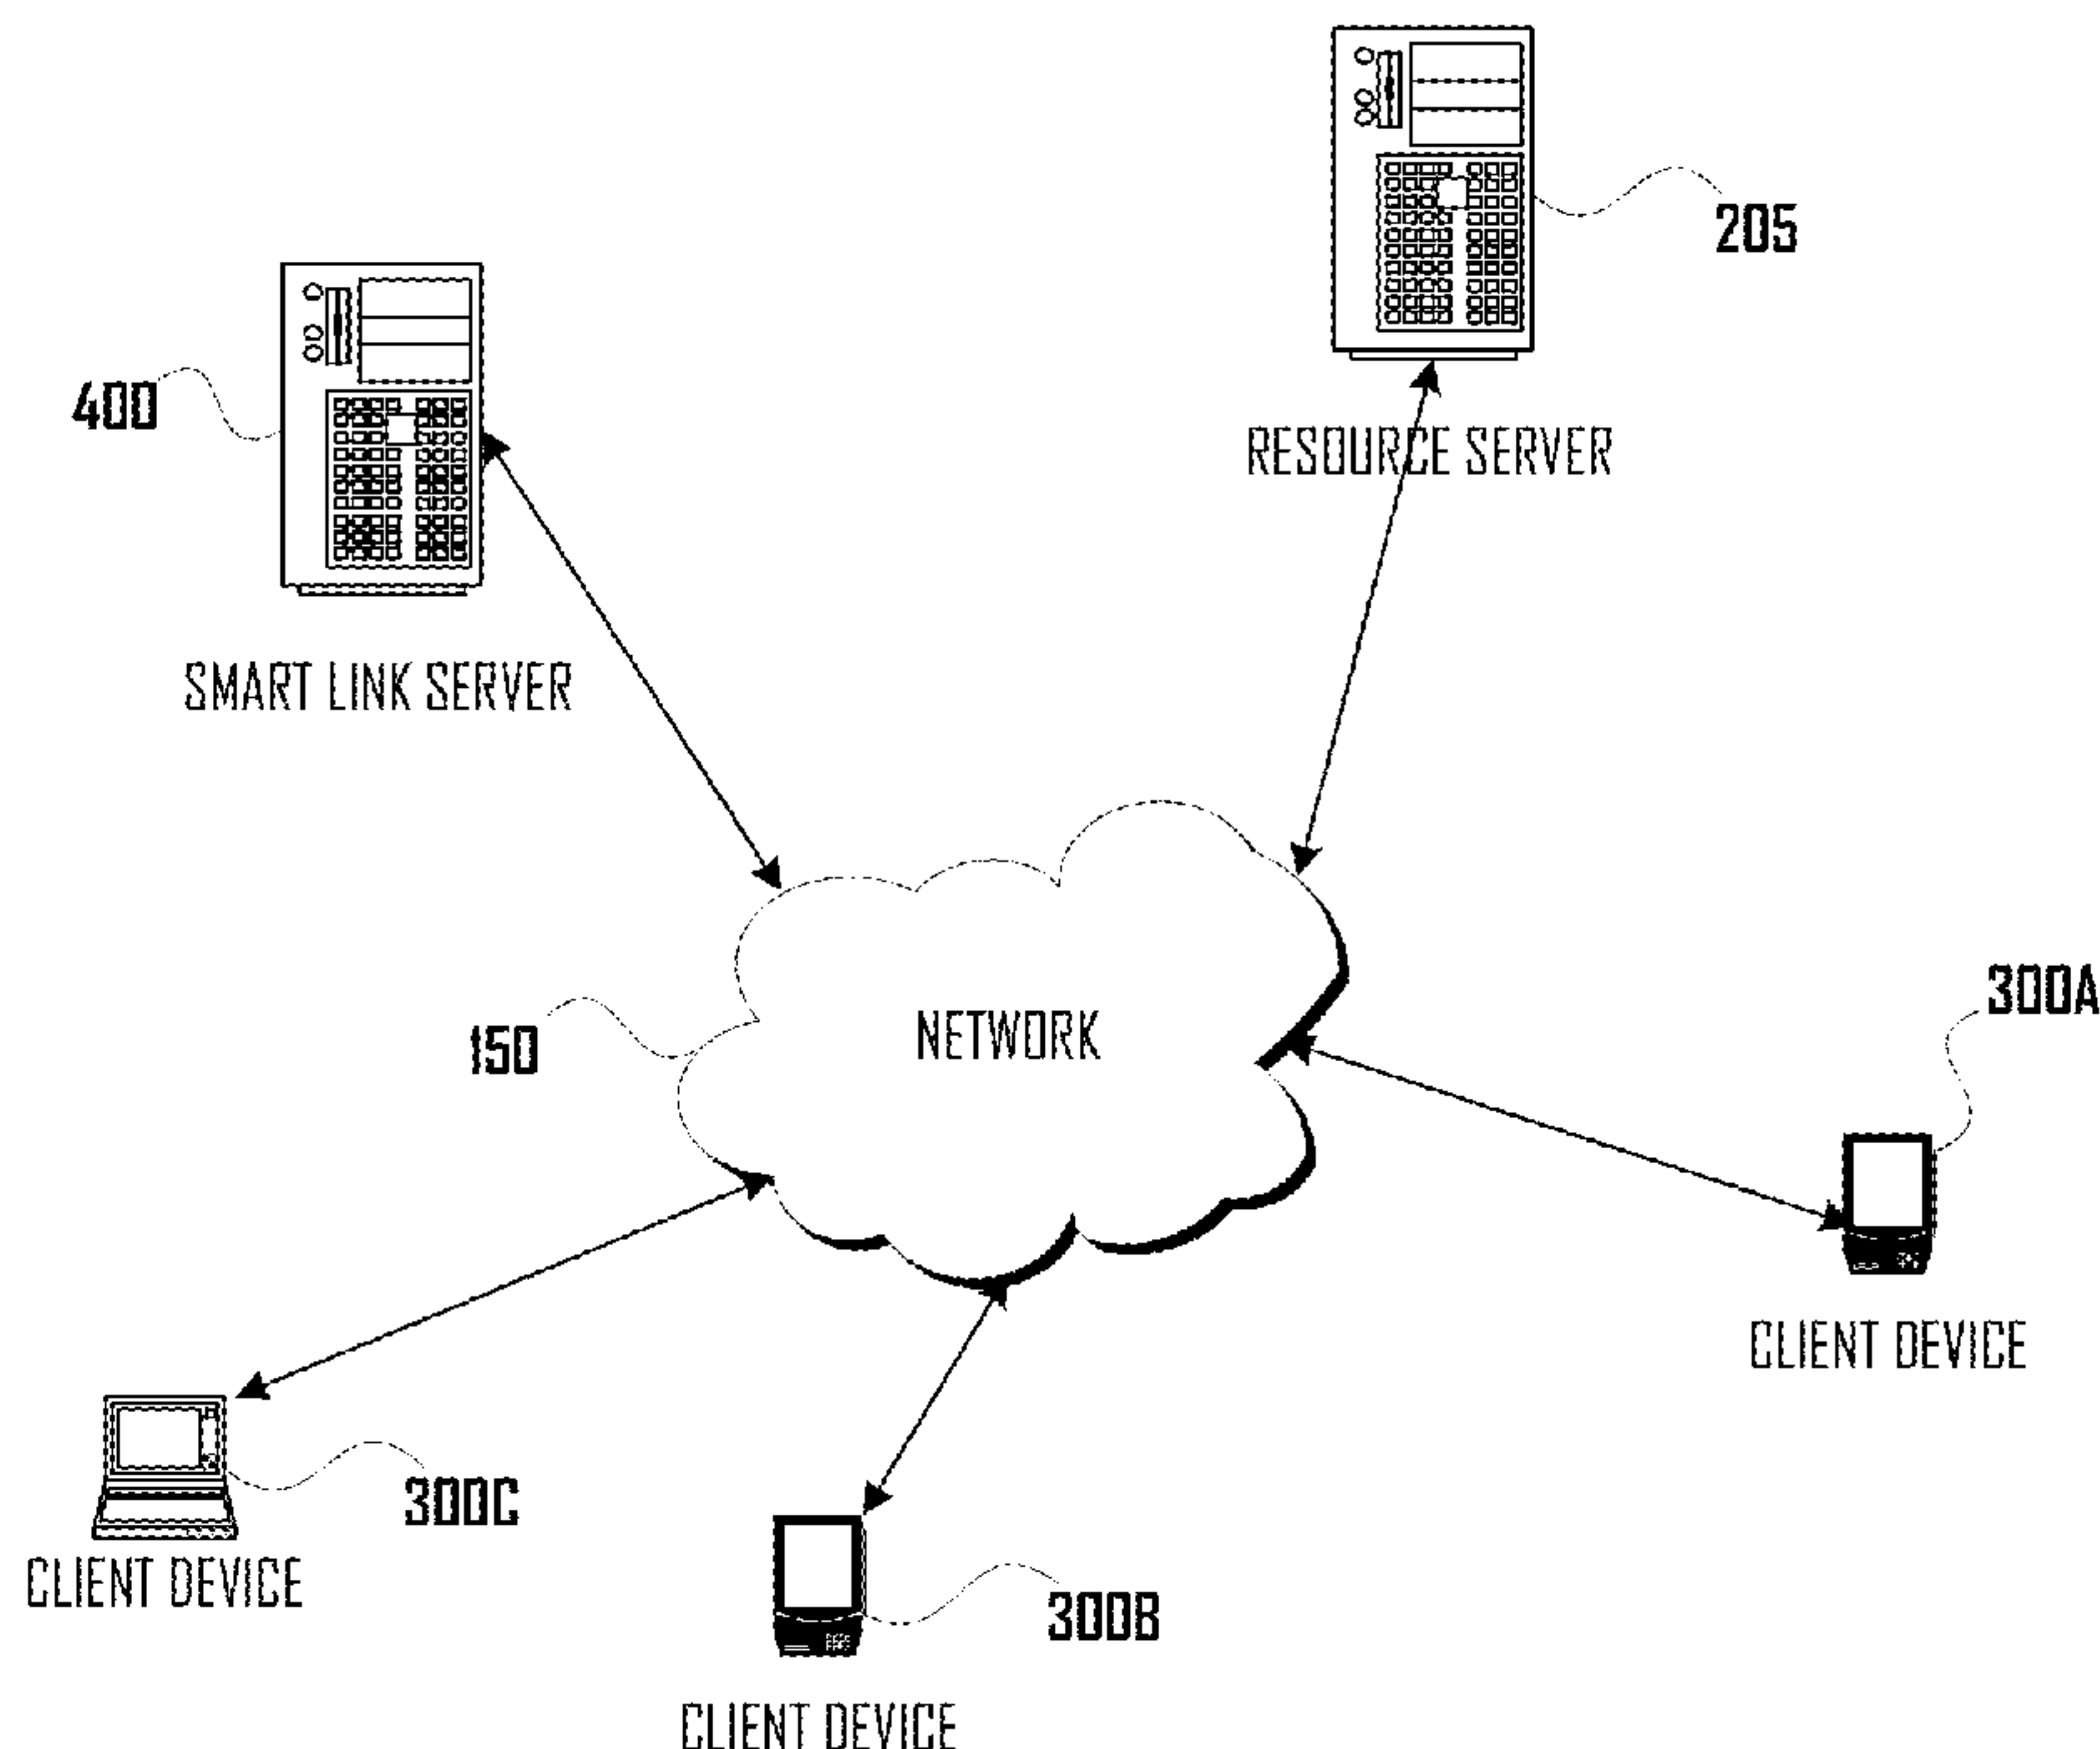 205
400
RESOURCE SERVER
SMART LINK SERVER
300A
NETWORK
150
CLIENT DEVICE
300C
CLIENT DEVICE
300B
CLIENT DEVICE